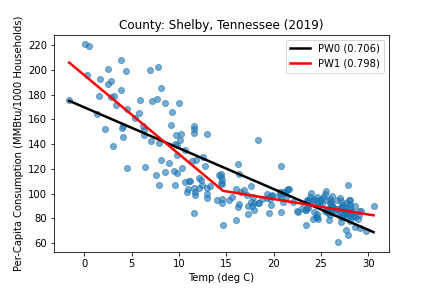 County: Shelby, Tennessee (2019)
Per-Capita Consumption (MMBtu/1000 Households)
220
200
180
160
140
120
100
80
60
PW0 (0.706)
PW1 (0.798)
0 5 10 15 20 25 30
Temp (deg C)